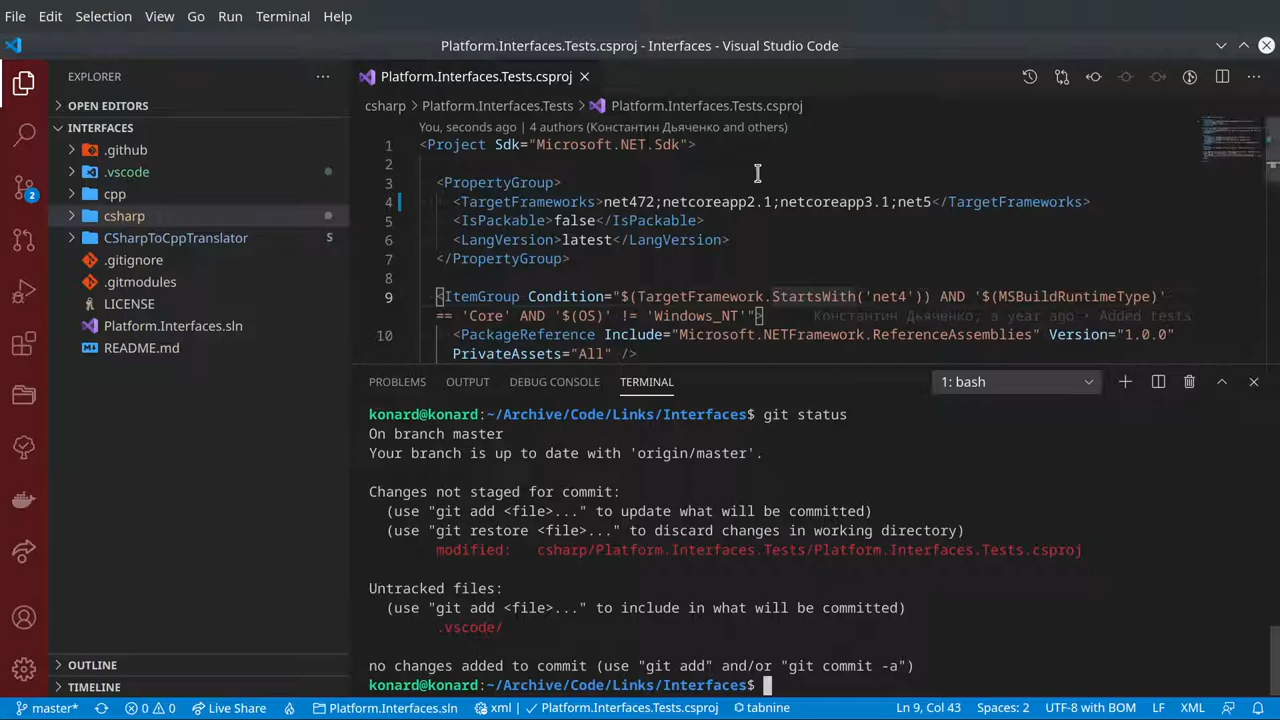 File Edit Selection View Go Run Terminal Help
Platform.Interfaces.Tests.csproj - Interfaces - Visual Studio Code
EXPLORER
OPEN EDITORS
INTERFACES
.github
.vscode
cpp
csharp
CSharpToCppTranslator S
.gitignore
.gitmodules
LICENSE
Platform.Interfaces.sln
README.md
OUTLINE
TIMELINE
2
Platform.Interfaces.Tests.csproj
csharp > Platform.Interfaces.Tests > Platform.Interfaces.Tests.csproj
You, seconds ago | 4 authors (Константин Дьяченко and others)
1 <Project Sdk="Microsoft.NET.Sdk">
2
3 <PropertyGroup>
4 <TargetFrameworks>net472;netcoreapp2.1;netcoreapp3.1;net5</TargetFrameworks>
5 <IsPackable>false</IsPackable>
6 <LangVersion>latest</LangVersion>
7 </PropertyGroup>
8
9 <ItemGroup Condition="$(TargetFramework.StartsWith('net4')) AND '$(MSBuildRuntimeType)'
== 'Core' AND '$(OS)' != 'Windows_NT'"> Константин Дьяченко, a year ago • Added tests
10 <PackageReference Include="Microsoft.NETFramework.ReferenceAssemblies" Version="1.0.0"
PrivateAssets="All" />
PROBLEMS OUTPUT DEBUG CONSOLE TERMINAL 1: bash
konard@konard:~/Archive/Code/Links/Interfaces$ git status
On branch master
Your branch is up to date with 'origin/master'.
Changes not staged for commit:
(use "git add <file>..." to update what will be committed)
(use "git restore <file>..." to discard changes in working directory)
modified: csharp/Platform.Interfaces.Tests/Platform.Interfaces.Tests.csproj
Untracked files:
(use "git add <file>..." to include in what will be committed)
.vscode/
no changes added to commit (use "git add" and/or "git commit -a")
konard@konard:~/Archive/Code/Links/Interfaces$
master* 0 0 Live Share Platform.Interfaces.sln xml Platform.Interfaces.Tests.csproj tabnine Ln 9, Col 43 Spaces: 2 UTF-8 with BOM LF XML